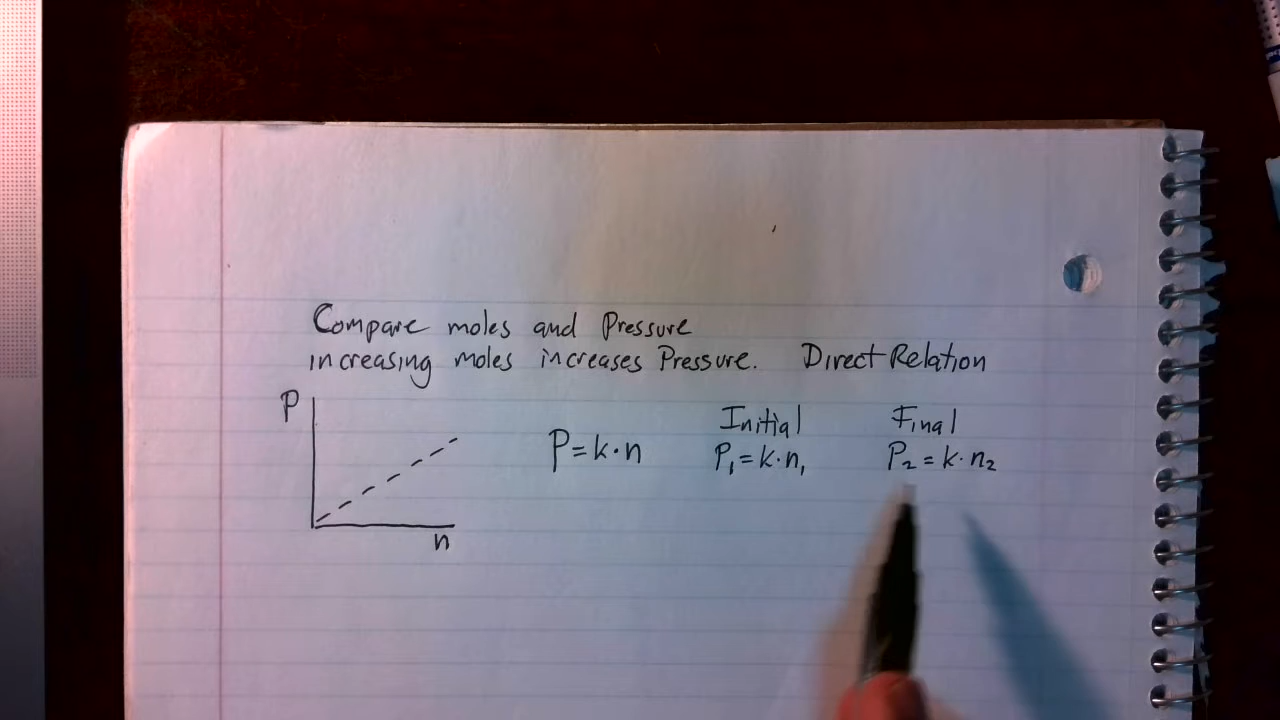 Compare moles and Pressure
increasing moles increases Pressure. Direct Relation
P
n
P=k·n
Initial
P₁=k·n₁
Final
P₂=k·n₂